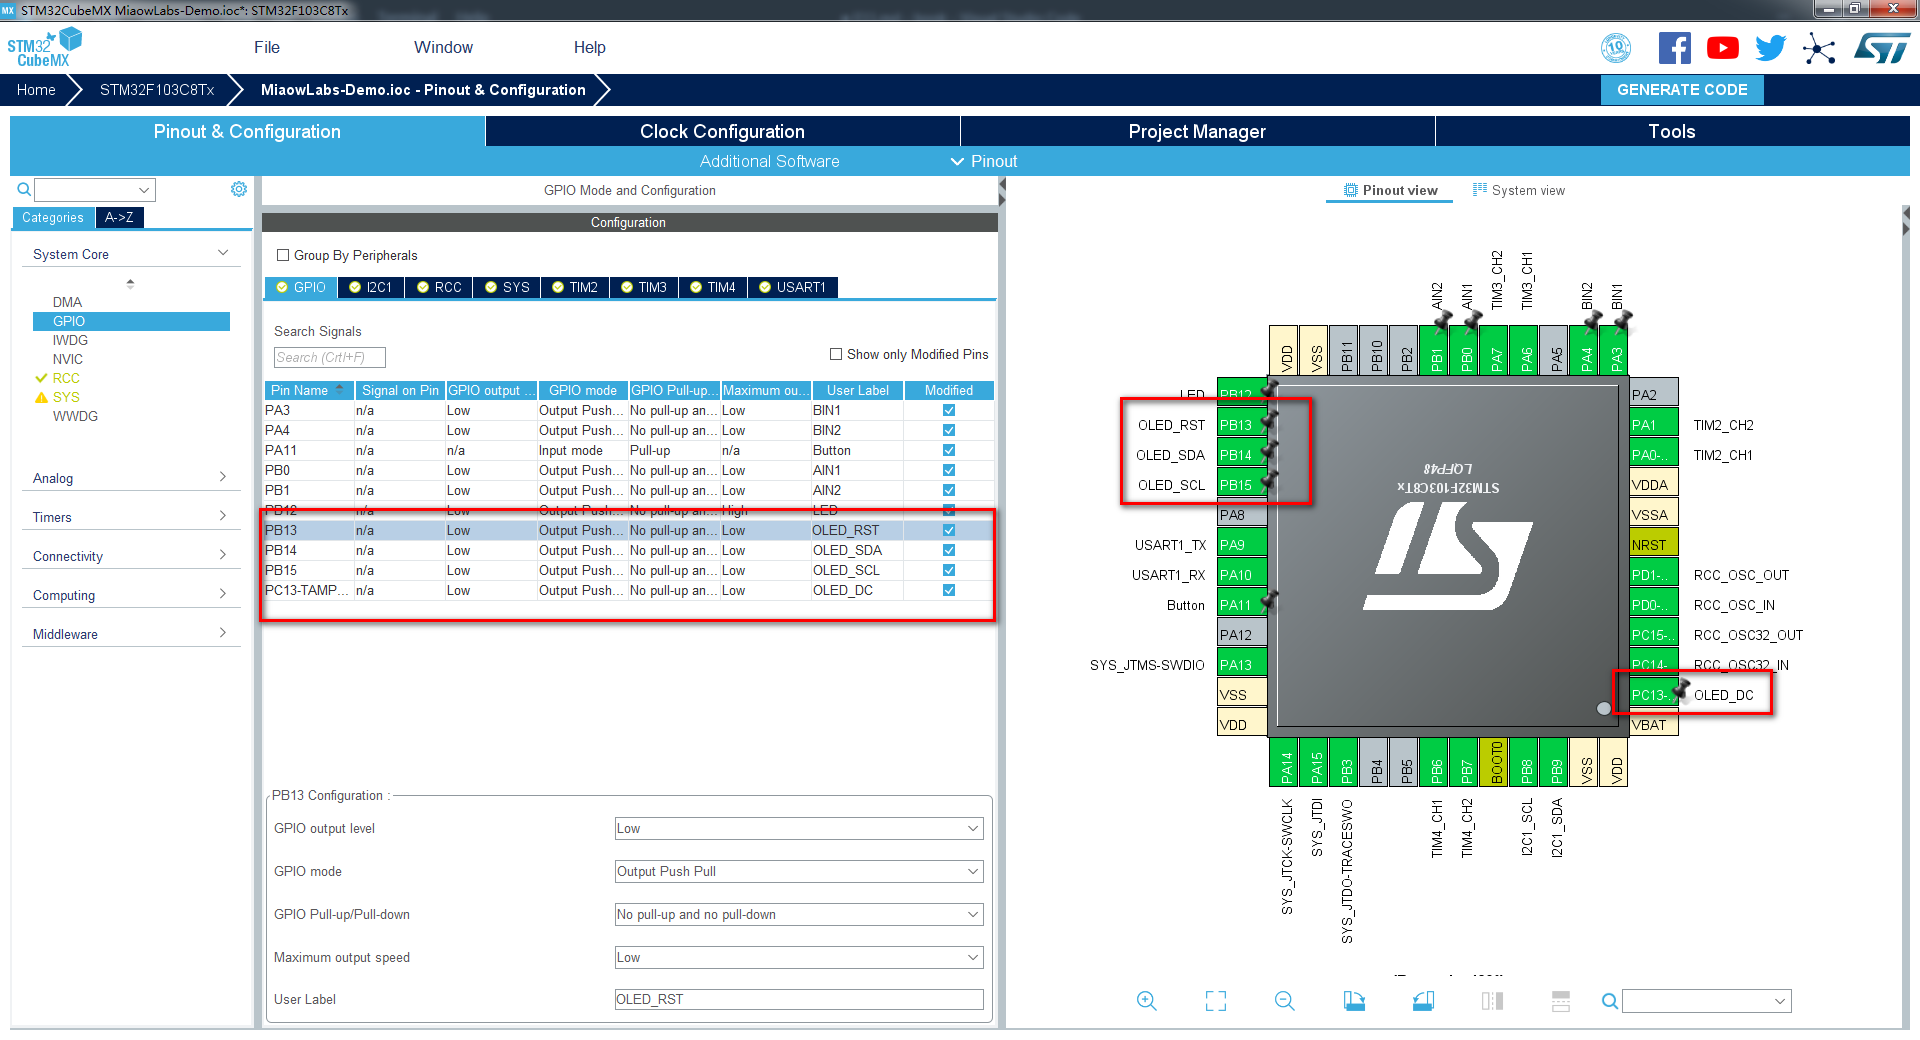 STM32CubeMX MiaowLabs-Demo.ioc*: STM32F103C8Tx
STM32
CubeMX
File
Window
Help
10
Home
STM32F103C8Tx
MiaowLabs-Demo.ioc - Pinout & Configuration
GENERATE CODE
Pinout & Configuration
Clock Configuration
Project Manager
Tools
Additional Software
Pinout
GPIO Mode and Configuration
Pinout view
System view
Categories
A->Z
Configuration
System Core
DMA
GPIO
IWDG
NVIC
RCC
SYS
WWDG
Analog
Timers
Connectivity
Computing
Middleware
Group By Peripherals
GPIO I2C1 RCC SYS TIM2 TIM3 TIM4 USART1
Search Signals
Search (CrtI+F)
Show only Modified Pins
Pin Name Signal on Pin GPIO output ... GPIO mode GPIO Pull-up... Maximum ou... User Label Modified
PA3 n/a Low Output Push... No pull-up an... Low BIN1
PA4 n/a Low Output Push... No pull-up an... Low BIN2
PA11 n/a n/a Input mode Pull-up n/a Button
PB0 n/a Low Output Push... No pull-up an... Low AIN1
PB1 n/a Low Output Push... No pull-up an... Low AIN2
PB12 n/a Low Output Push... No pull-up an... High LED
PB13 n/a Low Output Push... No pull-up an... Low OLED_RST
PB14 n/a Low Output Push... No pull-up an... Low OLED_SDA
PB15 n/a Low Output Push... No pull-up an... Low OLED_SCL
PC13-TAMP... n/a Low Output Push... No pull-up an... Low OLED_DC
PB13 Configuration :
GPIO output level Low
GPIO mode Output Push Pull
GPIO Pull-up/Pull-down No pull-up and no pull-down
Maximum output speed Low
User Label OLED_RST
AIN2 AIN1 TIM3_CH2 TIM3_CH1 BIN2 BIN1
VDD VSS PB11 PB10 PB2 PB1 PB0 PA7 PA6 PA5 PA4 PA3
LED PB12
OLED_RST PB13
OLED_SDA PB14
OLED_SCL PB15
PA8
USART1_TX PA9
USART1_RX PA10
Button PA11
PA12
SYS_JTMS-SWDIO PA13
VSS
VDD
LQFP48
STM32F103C8Tx
PA2
PA1 TIM2_CH2
PA0-.. TIM2_CH1
VDDA
VSSA
NRST
PD1-.. RCC_OSC_OUT
PD0-.. RCC_OSC_IN
PC15-.. RCC_OSC32_OUT
PC14-.. RCC_OSC32_IN
PC13-.. OLED_DC
VBAT
PA14 PA15 PB3 PB4 PB5 PB6 PB7 BOOT0 PB8 PB9 VSS VDD
SYS_JTCK-SWCLK SYS_JTDI SYS_JTDO-TRACESWO TIM4_CH1 TIM4_CH2 I2C1_SCL I2C1_SDA